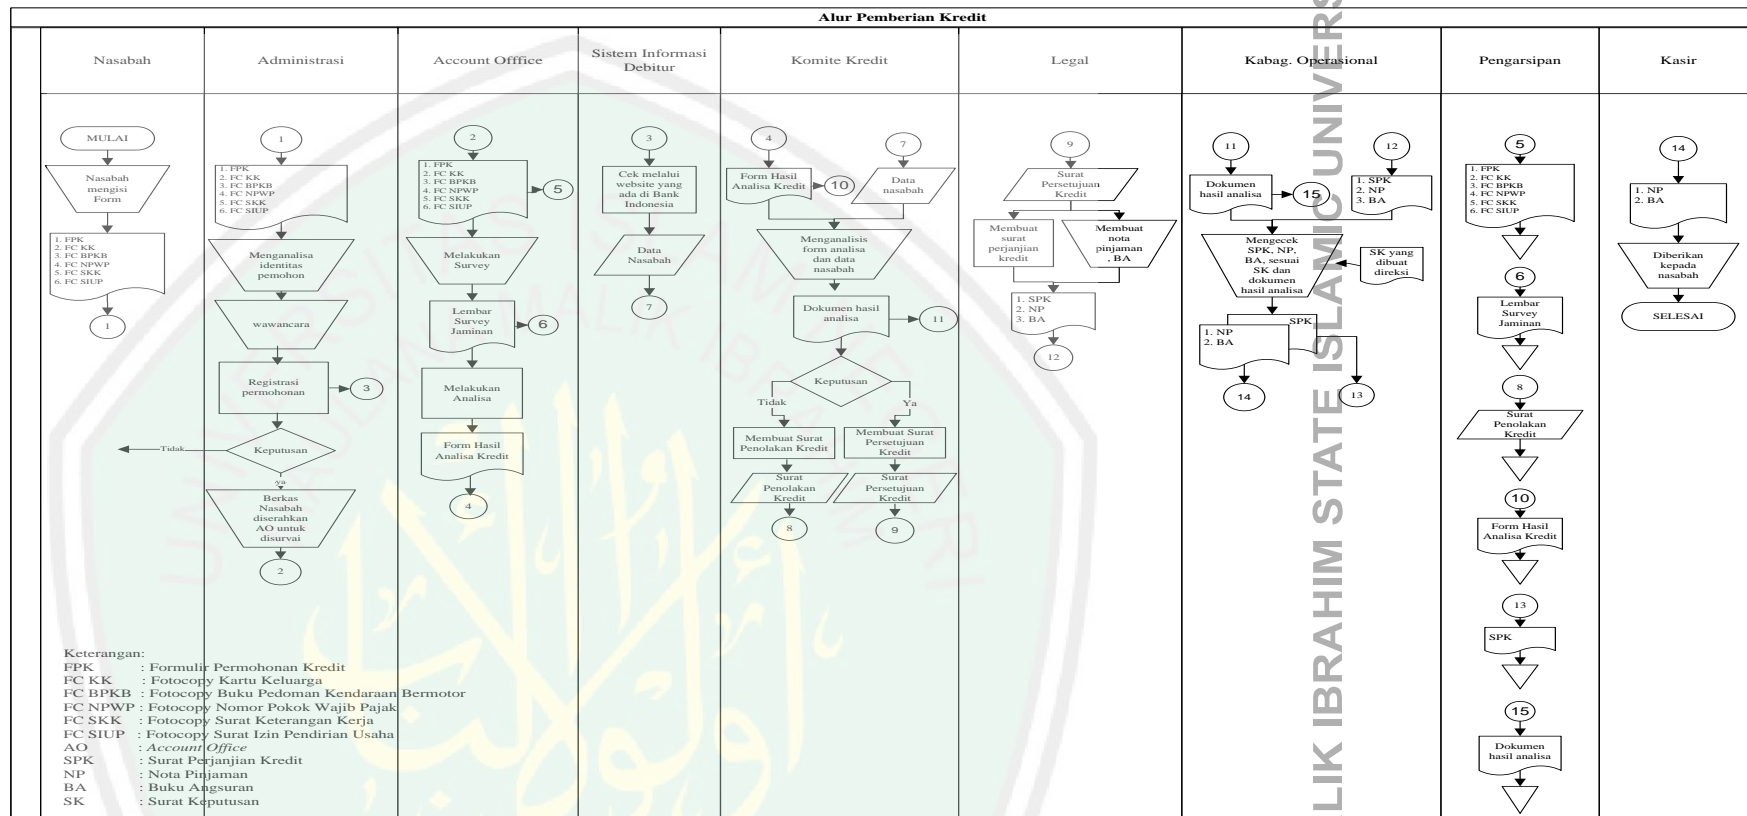 Alur Pemberian Kredit
Nasabah
Administrasi
Account Offfice
Sistem Informasi
Debitur
Komite Kredit
Legal
Kabag. Operasional
Pengarsipan
Kasir
MULAI
Nasabah
mengisi
Form
1. FPK
2. FC KK
3. FC BPKB
4. FC NPWP
5. FC SKK
6. FC SIUP
1
1
1. FPK
2. FC KK
3. FC BPKB
4. FC NPWP
5. FC SKK
6. FC SIUP
Menganalisa
identitas
pemohon
wawancara
Registrasi
permohonan
3
Keputusan
Tidak
ya
Berkas
Nasabah
diserahkan
AO untuk
disurvai
2
2
1. FPK
2. FC KK
3. FC BPKB
4. FC NPWP
5. FC SKK
6. FC SIUP
5
Melakukan
Survey
Lembar
Survey
Jaminan
6
Melakukan
Analisa
Form Hasil
Analisa Kredit
4
3
Cek melalui
website yang
ada di Bank
Indonesia
Data
Nasabah
7
4
Form Hasil
Analisa Kredit
10
7
Data
nasabah
Menganalisis
form analisa
dan data
nasabah
Dokumen hasil
analisa
11
Keputusan
Tidak
Ya
Membuat Surat
Penolakan Kredit
Membuat Surat
Persetujuan
Kredit
Surat
Penolakan
Kredit
Surat
Persetujuan
Kredit
8
9
9
Surat
Persetujuan
Kredit
Membuat
surat
perjanjian
kredit
Membuat
nota
pinjaman
, BA
1. SPK
2. NP
3. BA
12
11
Dokumen
hasil analisa
15
12
1. SPK
2. NP
3. BA
Mengecek
SPK, NP,
BA, sesuai
SK dan
dokumen
hasil analisa
SK yang
dibuat
direksi
SPK
1. NP
2. BA
14
13
5
1. FPK
2. FC KK
3. FC BPKB
4. FC NPWP
5. FC SKK
6. FC SIUP
6
Lembar
Survey
Jaminan
8
Surat
Penolakan
Kredit
10
Form Hasil
Analisa Kredit
13
SPK
15
Dokumen
hasil analisa
14
1. NP
2. BA
Diberikan
kepada
nasabah
SELESAI
Keterangan:
FPK : Formulir Permohonan Kredit
FC KK : Fotocopy Kartu Keluarga
FC BPKB : Fotocopy Buku Pedoman Kendaraan Bermotor
FC NPWP : Fotocopy Nomor Pokok Wajib Pajak
FC SKK : Fotocopy Surat Keterangan Kerja
FC SIUP : Fotocopy Surat Izin Pendirian Usaha
AO : Account Office
SPK : Surat Perjanjian Kredit
NP : Nota Pinjaman
BA : Buku Angsuran
SK : Surat Keputusan
LIK IBRAHIM STATE ISLAMIC UNIVERS